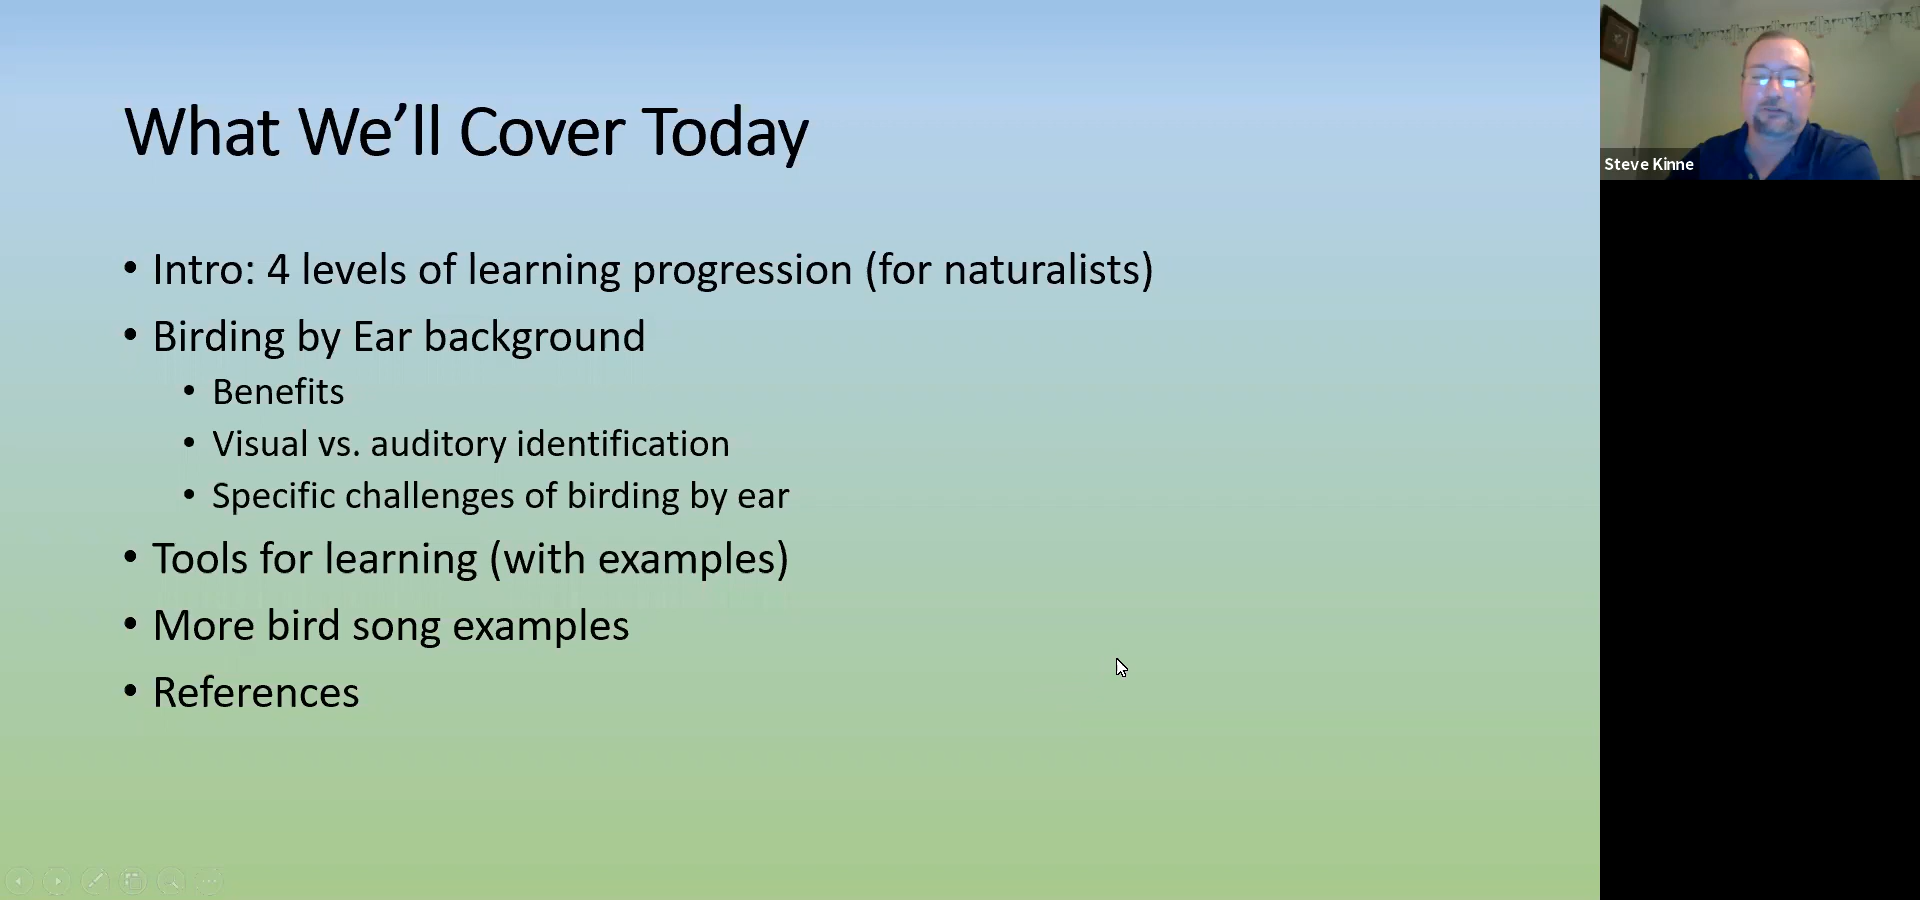 What We’ll Cover Today
• Intro: 4 levels of learning progression (for naturalists)
• Birding by Ear background
• Benefits
• Visual vs. auditory identification
• Specific challenges of birding by ear
• Tools for learning (with examples)
• More bird song examples
• References
Steve Kinne